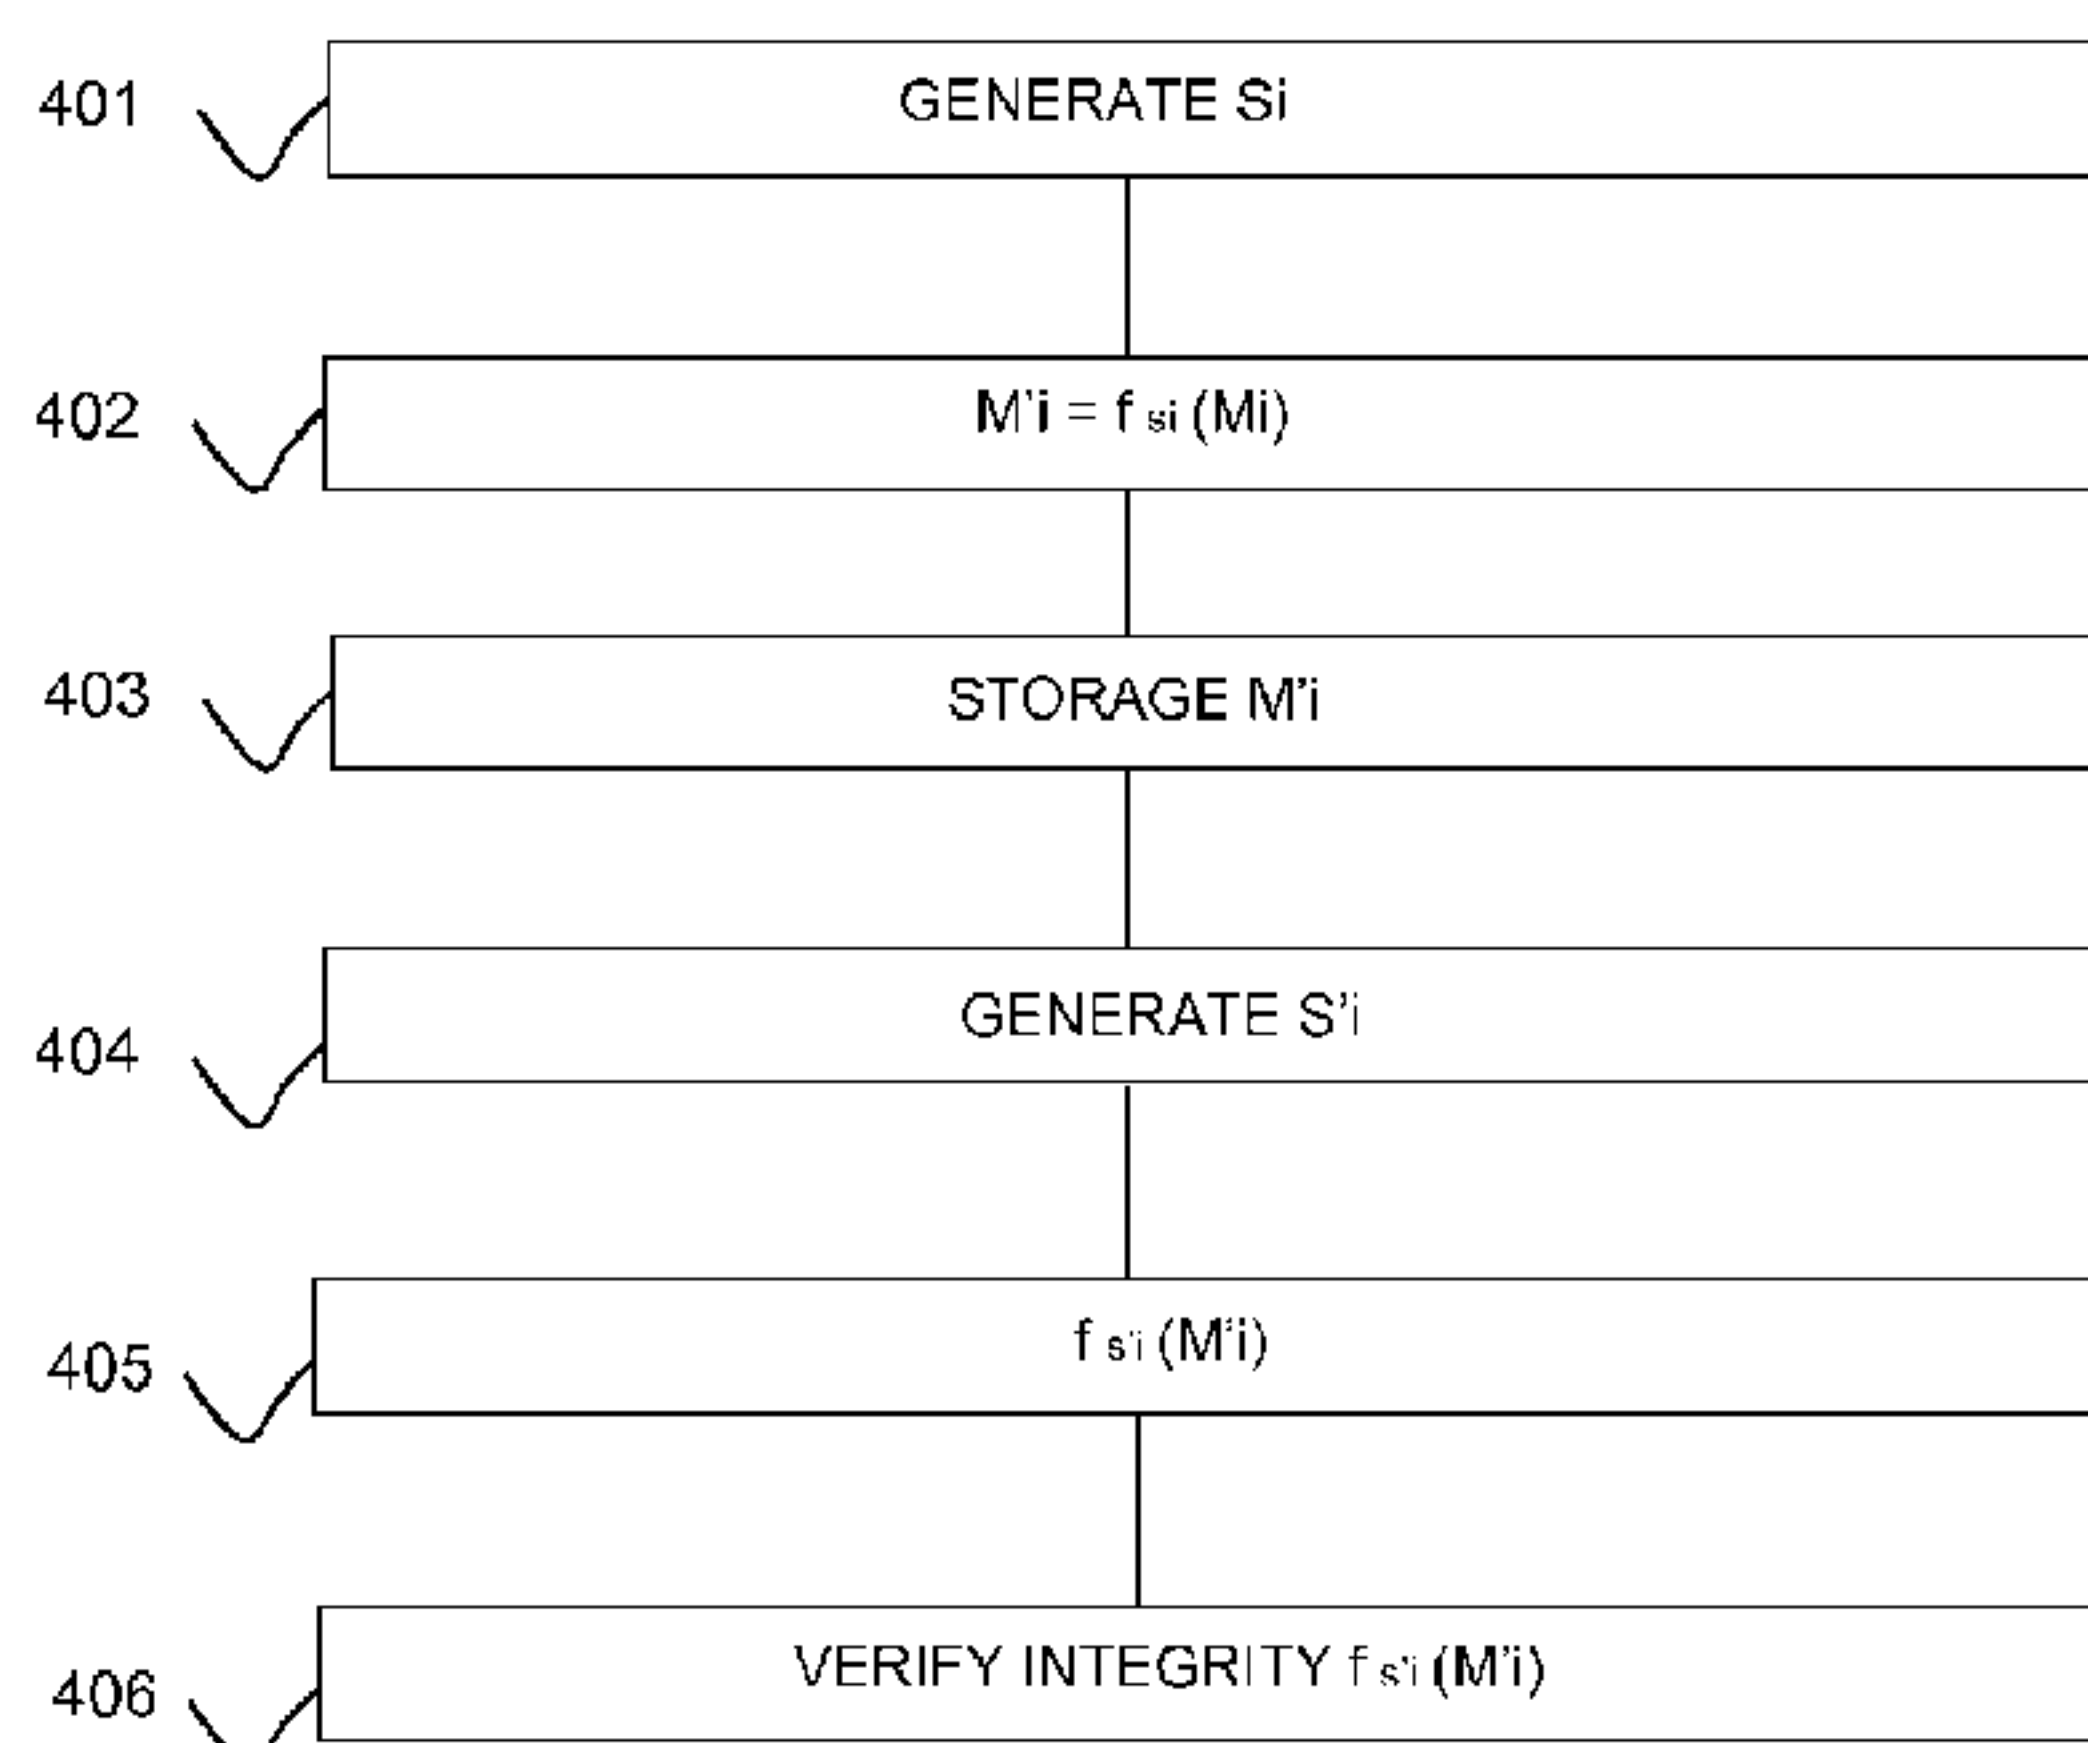 401 GENERATE Si
402 M'i = f si (Mi)
403 STORAGE M'i
404 GENERATE S'i
405 f s'i (M'i)
406 VERIFY INTEGRITY f s'i (M'i)